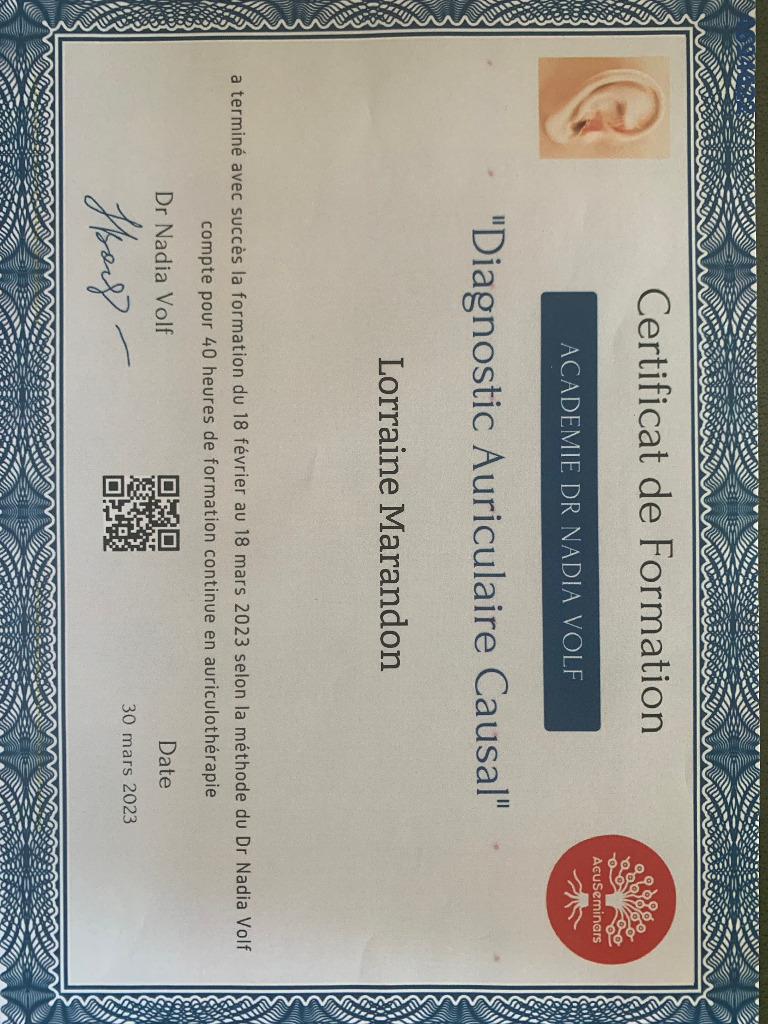 Certificat de Formation
ACADEMIE DR NADIA VOLF
AcuSeminars
"Diagnostic Auriculaire Causal"
Lorraine Marandon
a terminé avec succès la formation du 18 février au 18 mars 2023 selon la méthode du Dr Nadia Volf
compte pour 40 heures de formation continue en auriculothérapie
Dr Nadia Volf
Date
30 mars 2023